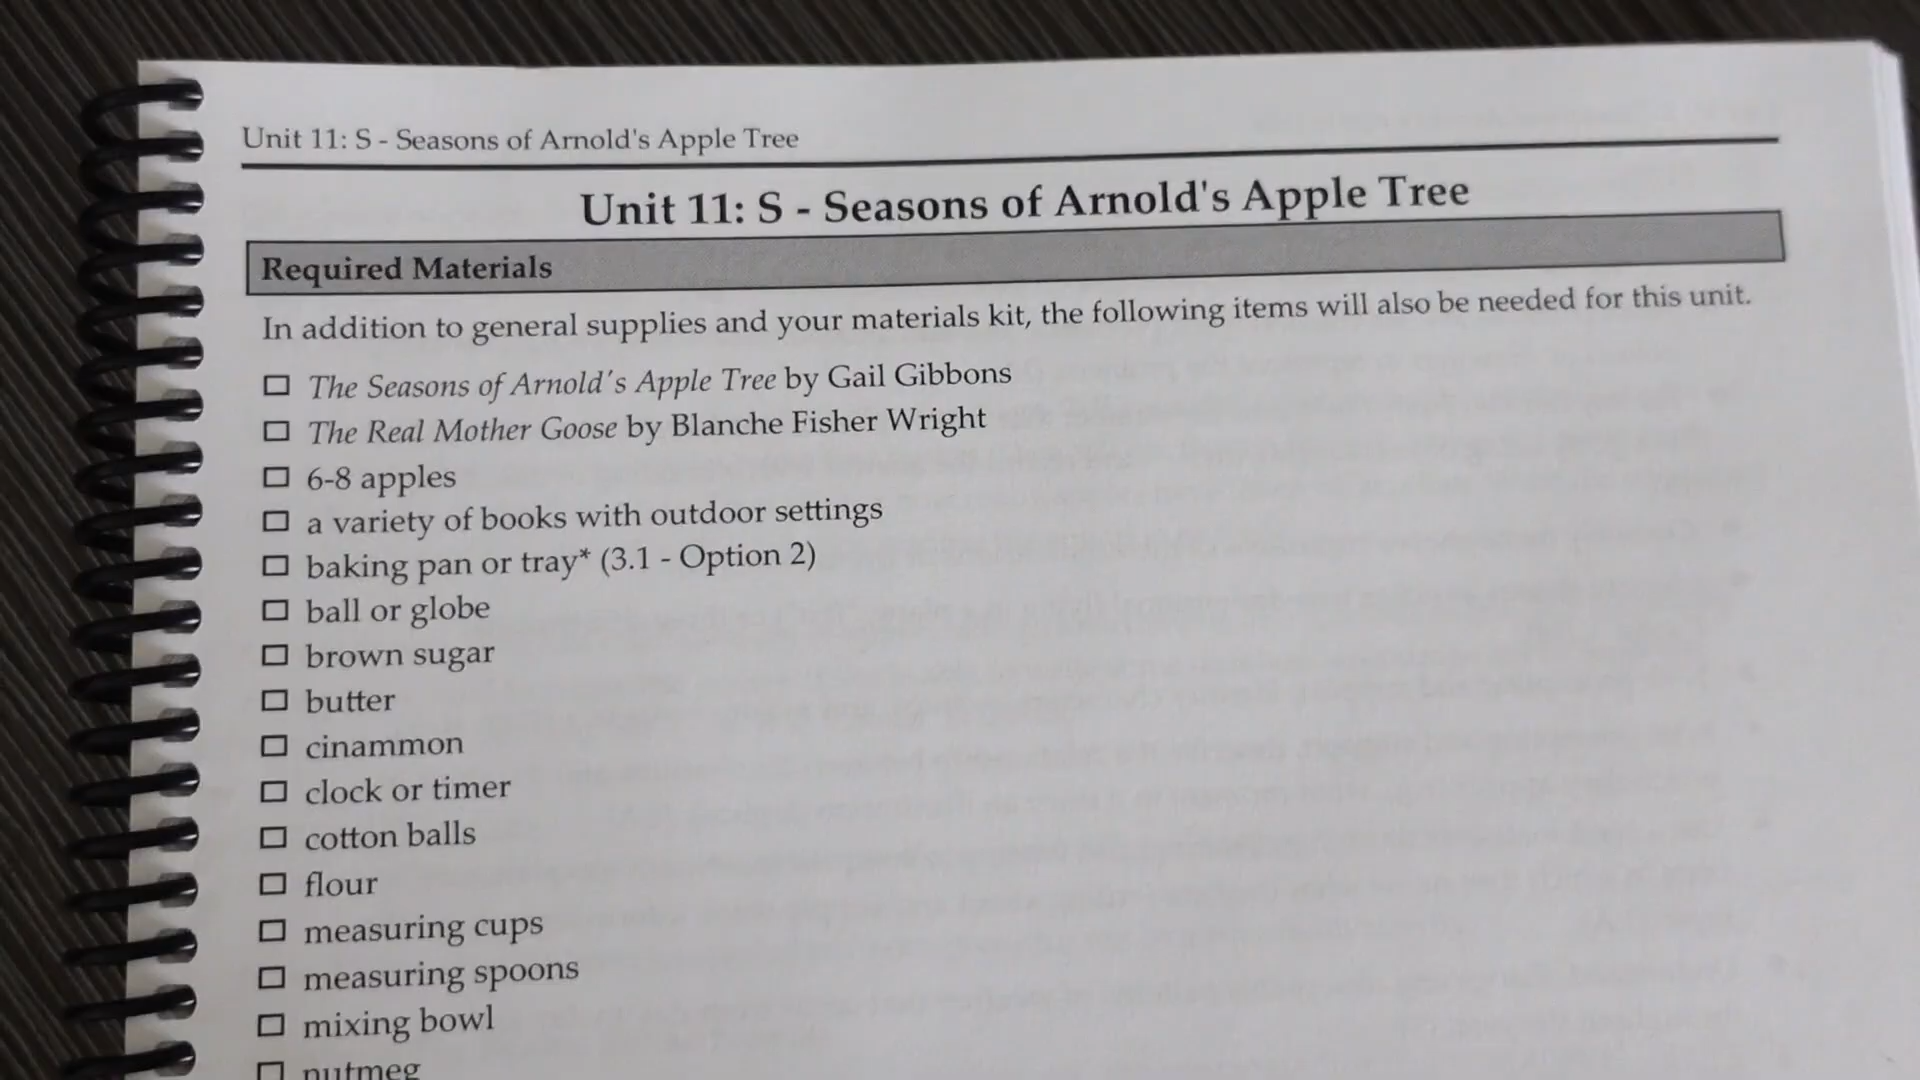 Unit 11: S - Seasons of Arnold's Apple Tree
Unit 11: S - Seasons of Arnold's Apple Tree
Required Materials
In addition to general supplies and your materials kit, the following items will also be needed for this unit.
☐ The Seasons of Arnold's Apple Tree by Gail Gibbons
☐ The Real Mother Goose by Blanche Fisher Wright
☐ 6-8 apples
☐ a variety of books with outdoor settings
☐ baking pan or tray* (3.1 - Option 2)
☐ ball or globe
☐ brown sugar
☐ butter
☐ cinammon
☐ clock or timer
☐ cotton balls
☐ flour
☐ measuring cups
☐ measuring spoons
☐ mixing bowl
☐ nutmeg